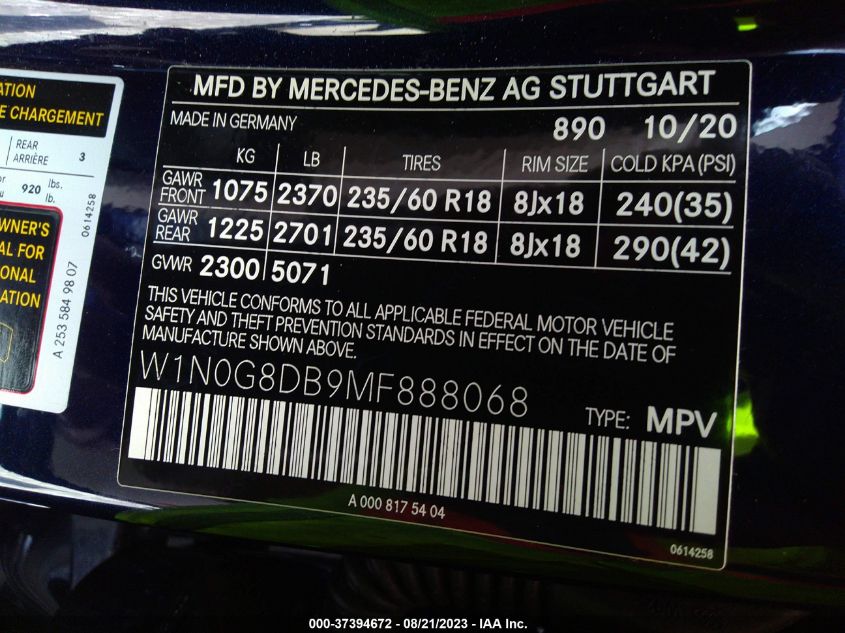 ATION
E CHARGEMENT
REAR
ARRIÈRE 3
or
u 920 lbs.
lb.
OWNER'S
AL FOR
IONAL
MATION
A 253 584 98 07
0614258
MFD BY MERCEDES-BENZ AG STUTTGART
MADE IN GERMANY 890 10/20
KG LB TIRES RIM SIZE COLD KPA (PSI)
GAWR FRONT 1075 2370 235/60 R18 8Jx18 240(35)
GAWR REAR 1225 2701 235/60 R18 8Jx18 290(42)
GVWR 2300 5071
THIS VEHICLE CONFORMS TO ALL APPLICABLE FEDERAL MOTOR VEHICLE
SAFETY AND THEFT PREVENTION STANDARDS IN EFFECT ON THE DATE OF
MANUFACTURE SHOWN ABOVE.
W1N0G8DB9MF888068
TYPE: MPV
A 000 817 54 04
0614258
000-37394672 - 08/21/2023 - IAA Inc.